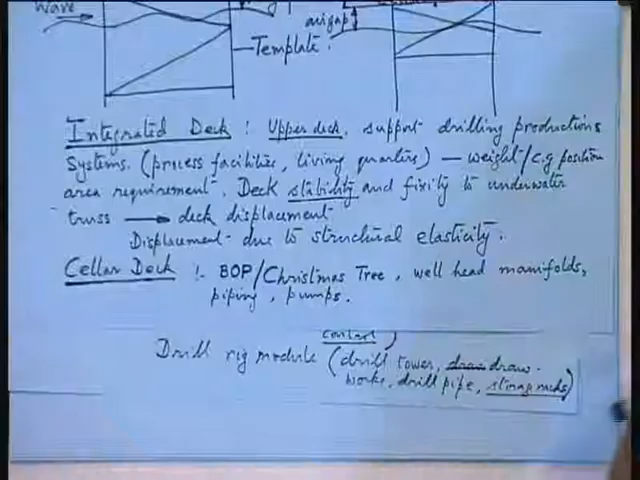 Wave
airgap
Template.
Integrated Deck : Upper deck. support drilling productions
Systems. (process facilities, living quarters) — weight/c.g position
area requirement. Deck stability and fixity to underwater
truss → deck displacement
Displacement due to structural elasticity.
Cellar Deck :- BOP/Christmas Tree, well head manifolds,
piping, pumps.
Drill rig module (drill tower, draw draw-
works, drill pipe, storage racks)